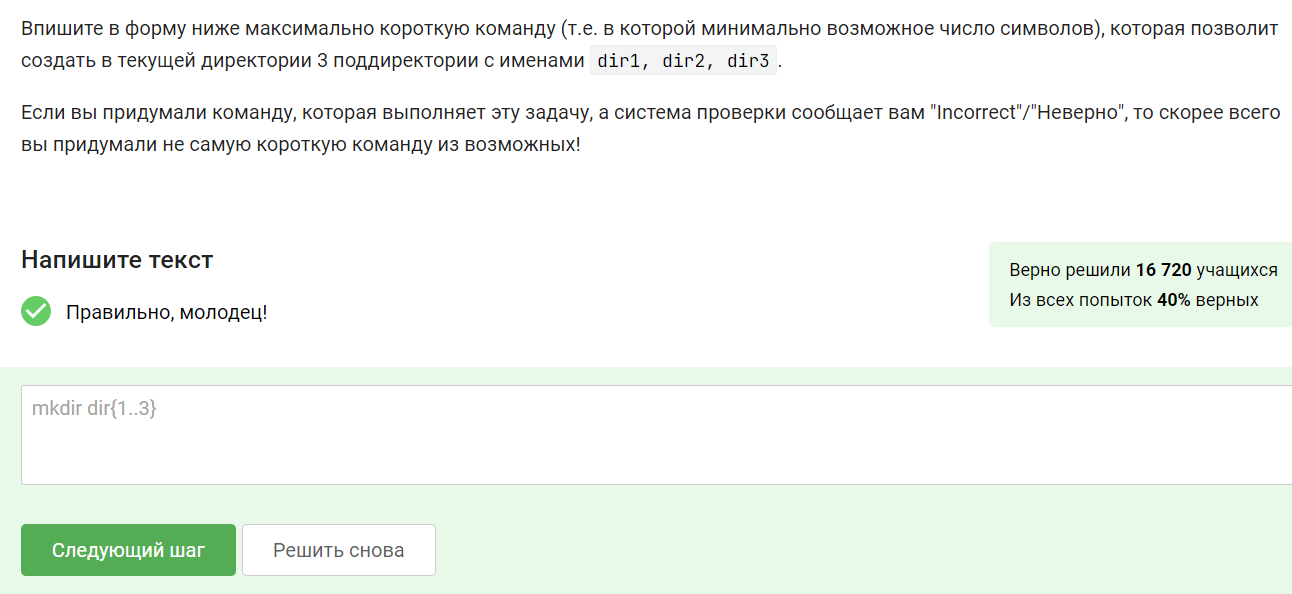 Впишите в форму ниже максимально короткую команду (т.е. в которой минимально возможное число символов), которая позволит
создать в текущей директории 3 поддиректории с именами dir1, dir2, dir3.
Если вы придумали команду, которая выполняет эту задачу, а система проверки сообщает вам "Incorrect"/"Неверно", то скорее всего
вы придумали не самую короткую команду из возможных!
Напишите текст
Правильно, молодец!
Верно решили 16 720 учащихся
Из всех попыток 40% верных
mkdir dir{1..3}
Следующий шаг
Решить снова